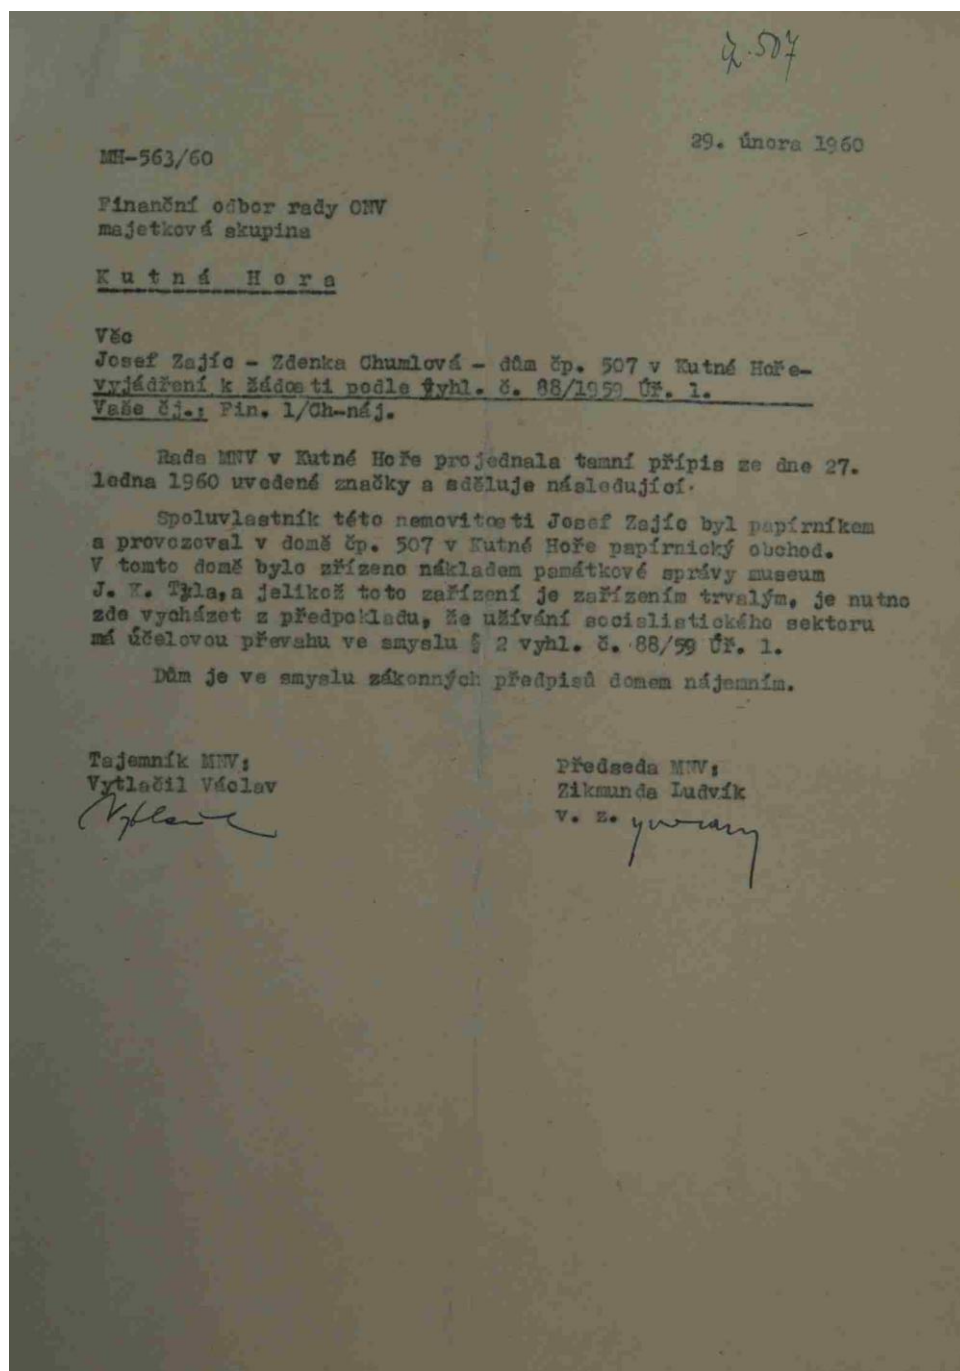 čp. 507
29. února 1960
MH-563/60
Finanční odbor rady ONV
majetková skupina
Kutná Hora
Věc
Josef Zajíc - Zdenka Chumlová - dům čp. 507 v Kutné Hoře-
vyjádření k žádosti podle vyhl. č. 88/1959 Úř. l.
Vaše čj.: Fin. 1/Ch-náj.
Rada MNV v Kutné Hoře projednala tamní přípis ze dne 27.
ledna 1960 uvedené značky a sděluje následující.
Spoluvlastník této nemovitosti Josef Zajíc byl papírníkem
a provozoval v domě čp. 507 v Kutné Hoře papírnický obchod.
V tomto domě bylo zřízeno nákladem památkové správy museum
J. K. Tyla, a jelikož toto zařízení je zařízením trvalým, je nutno
zde vycházet z předpokladu, že užívání socialistického sektoru
má účelovou převahu ve smyslu § 2 vyhl. č. 88/59 Úř. l.
Dům je ve smyslu zákonných předpisů domem nájemním.
Tajemník MNV:
Vytlačil Václav
Vytlačil
Předseda MNV:
Zikmunda Ludvík
v. z.